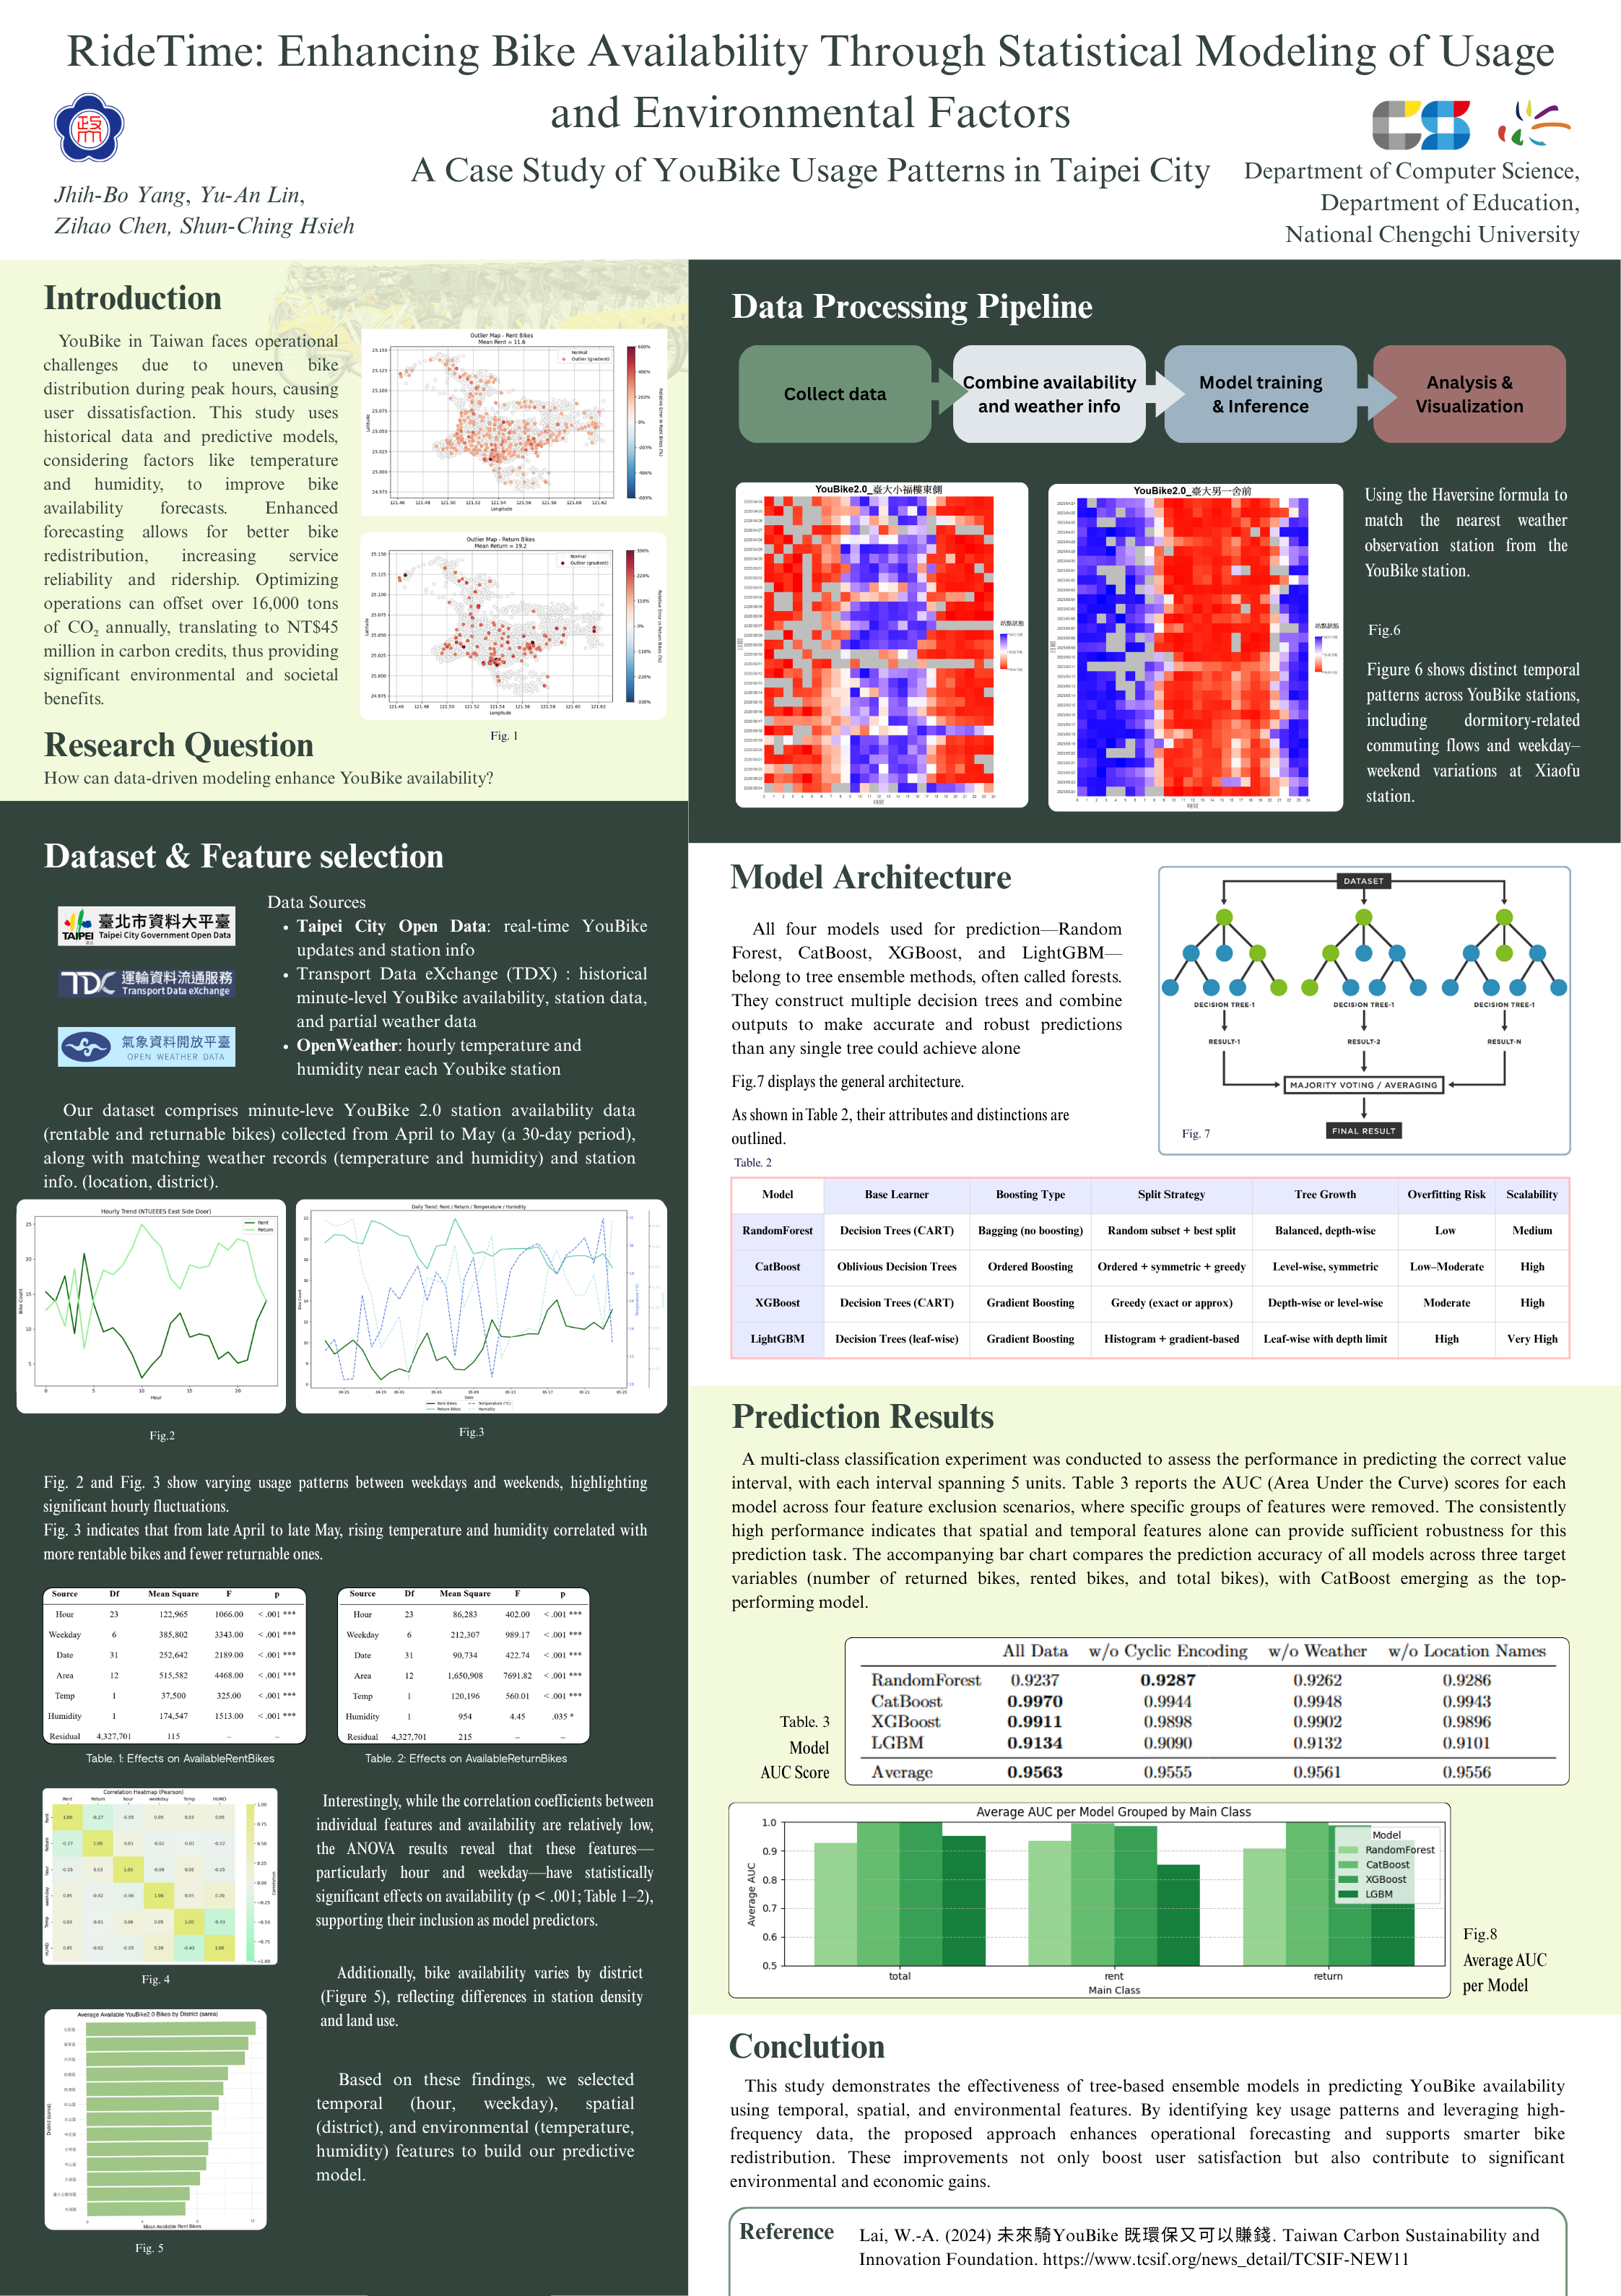 RideTime: Enhancing Bike Availability Through Statistical Modeling of Usage
and Environmental Factors
A Case Study of YouBike Usage Patterns in Taipei City
Jhih-Bo Yang, Yu-An Lin,
Zihao Chen, Shun-Ching Hsieh
Department of Computer Science,
Department of Education,
National Chengchi University
Introduction
YouBike in Taiwan faces operational
challenges due to uneven bike
distribution during peak hours, causing
user dissatisfaction. This study uses
historical data and predictive models,
considering factors like temperature
and humidity, to improve bike
availability forecasts. Enhanced
forecasting allows for better bike
redistribution, increasing service
reliability and ridership. Optimizing
operations can offset over 16,000 tons
of CO₂ annually, translating to NT$45
million in carbon credits, thus providing
significant environmental and societal
benefits.
Outlier Map - Rent Bikes
Mean Rent = 11.6
Normal
Outlier (gradient)
Latitude
Longitude
Outlier Map - Return Bikes
Mean Return = 19.2
Normal
Outlier (gradient)
Latitude
Longitude
Fig. 1
Research Question
How can data-driven modeling enhance YouBike availability?
Dataset & Feature selection
臺北市資料大平臺
TAIPEI Taipei City Government Open Data
TDX 運輸資料流通服務
Transport Data eXchange
氣象資料開放平臺
OPEN WEATHER DATA
Data Sources
• Taipei City Open Data: real-time YouBike
updates and station info
• Transport Data eXchange (TDX) : historical
minute-level YouBike availability, station data,
and partial weather data
• OpenWeather: hourly temperature and
humidity near each Youbike station
Our dataset comprises minute-leve YouBike 2.0 station availability data
(rentable and returnable bikes) collected from April to May (a 30-day period),
along with matching weather records (temperature and humidity) and station
info. (location, district).
Hourly Trend (NTUEEES East Side Door)
Rent
Return
Bike Count
Hour
0 5 10 15 20
Fig.2
Daily Trend: Rent / Return / Temperature / Humidity
Date
Rent Bikes
Return Bikes
Temperature (°C)
Humidity
Fig.3
Fig. 2 and Fig. 3 show varying usage patterns between weekdays and weekends, highlighting
significant hourly fluctuations.
Fig. 3 indicates that from late April to late May, rising temperature and humidity correlated with
more rentable bikes and fewer returnable ones.
Source Df Mean Square F p
Hour 23 122,965 1066.00 < .001 ***
Weekday 6 385,802 3343.00 < .001 ***
Date 31 252,642 2189.00 < .001 ***
Area 12 515,582 4468.00 < .001 ***
Temp 1 37,500 325.00 < .001 ***
Humidity 1 174,547 1513.00 < .001 ***
Residual 4,327,701 115 – –
Table. 1: Effects on AvailableRentBikes
Source Df Mean Square F p
Hour 23 86,283 402.00 < .001 ***
Weekday 6 212,307 989.17 < .001 ***
Date 31 90,734 422.74 < .001 ***
Area 12 1,650,908 7691.82 < .001 ***
Temp 1 120,196 560.01 < .001 ***
Humidity 1 954 4.45 .035 *
Residual 4,327,701 215 – –
Table. 2: Effects on AvailableReturnBikes
Correlation Heatmap (Pearson)
Rent Return hour weekday Temp HUMD
Fig. 4
Interestingly, while the correlation coefficients between
individual features and availability are relatively low,
the ANOVA results reveal that these features—
particularly hour and weekday—have statistically
significant effects on availability (p < .001; Table 1–2),
supporting their inclusion as model predictors.
Additionally, bike availability varies by district
(Figure 5), reflecting differences in station density
and land use.
Average Available YouBike2.0 Bikes by District (sarea)
District (sarea)
Mean Available Rent Bikes
Fig. 5
Based on these findings, we selected
temporal (hour, weekday), spatial
(district), and environmental (temperature,
humidity) features to build our predictive
model.
Data Processing Pipeline
Collect data
Combine availability
and weather info
Model training
& Inference
Analysis &
Visualization
YouBike2.0_臺大小福樓東側
YouBike2.0_臺大男一舍前
Using the Haversine formula to
match the nearest weather
observation station from the
YouBike station.
Fig.6
Figure 6 shows distinct temporal
patterns across YouBike stations,
including dormitory-related
commuting flows and weekday–
weekend variations at Xiaofu
station.
Model Architecture
All four models used for prediction—Random
Forest, CatBoost, XGBoost, and LightGBM—
belong to tree ensemble methods, often called forests.
They construct multiple decision trees and combine
outputs to make accurate and robust predictions
than any single tree could achieve alone
Fig.7 displays the general architecture.
As shown in Table 2, their attributes and distinctions are
outlined.
DATASET
DECISION TREE-1 DECISION TREE-1 DECISION TREE-1
RESULT-1 RESULT-2 RESULT-N
MAJORITY VOTING / AVERAGING
FINAL RESULT
Fig. 7
Table. 2
Model Base Learner Boosting Type Split Strategy Tree Growth Overfitting Risk Scalability
RandomForest Decision Trees (CART) Bagging (no boosting) Random subset + best split Balanced, depth-wise Low Medium
CatBoost Oblivious Decision Trees Ordered Boosting Ordered + symmetric + greedy Level-wise, symmetric Low–Moderate High
XGBoost Decision Trees (CART) Gradient Boosting Greedy (exact or approx) Depth-wise or level-wise Moderate High
LightGBM Decision Trees (leaf-wise) Gradient Boosting Histogram + gradient-based Leaf-wise with depth limit High Very High
Prediction Results
A multi-class classification experiment was conducted to assess the performance in predicting the correct value
interval, with each interval spanning 5 units. Table 3 reports the AUC (Area Under the Curve) scores for each
model across four feature exclusion scenarios, where specific groups of features were removed. The consistently
high performance indicates that spatial and temporal features alone can provide sufficient robustness for this
prediction task. The accompanying bar chart compares the prediction accuracy of all models across three target
variables (number of returned bikes, rented bikes, and total bikes), with CatBoost emerging as the top-
performing model.
Table. 3
Model
AUC Score
All Data w/o Cyclic Encoding w/o Weather w/o Location Names
RandomForest 0.9237 0.9287 0.9262 0.9286
CatBoost 0.9970 0.9944 0.9948 0.9943
XGBoost 0.9911 0.9898 0.9902 0.9896
LGBM 0.9134 0.9090 0.9132 0.9101
Average 0.9563 0.9555 0.9561 0.9556
Average AUC per Model Grouped by Main Class
Average AUC
1.0
0.9
0.8
0.7
0.6
0.5
total rent return
Main Class
Model
RandomForest
CatBoost
XGBoost
LGBM
Fig.8
Average AUC
per Model
Conclution
This study demonstrates the effectiveness of tree-based ensemble models in predicting YouBike availability
using temporal, spatial, and environmental features. By identifying key usage patterns and leveraging high-
frequency data, the proposed approach enhances operational forecasting and supports smarter bike
redistribution. These improvements not only boost user satisfaction but also contribute to significant
environmental and economic gains.
Reference
Lai, W.-A. (2024) 未來騎YouBike 既環保又可以賺錢. Taiwan Carbon Sustainability and
Innovation Foundation. https://www.tcsif.org/news_detail/TCSIF-NEW11